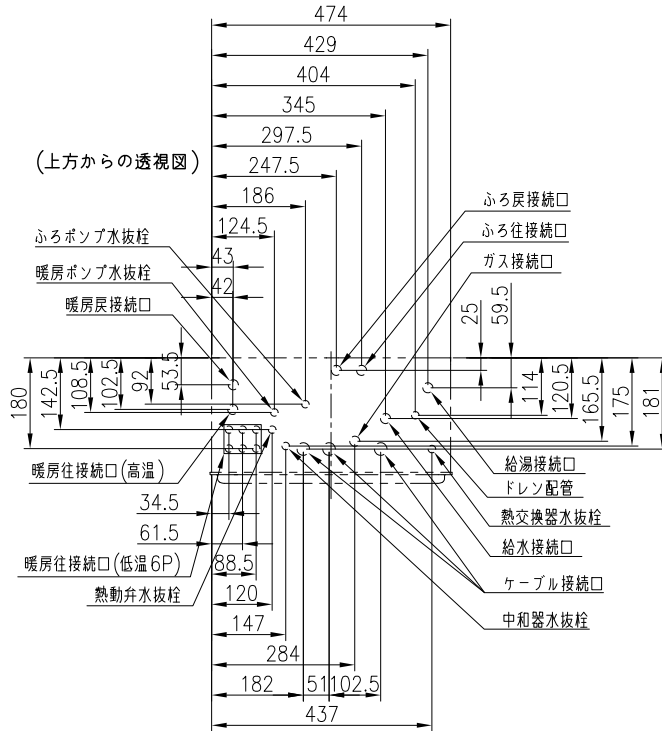 474
429
404
345
297.5
(上方からの透視図)
247.5
186
ふろ戻接続口
ふろポンプ水抜栓
124.5
ふろ往接続口
43
ガス接続口
暖房ポンプ水抜栓
42
暖房戻接続口
25
59.5
180
142.5
108.5
102.5
92
53.5
114
120.5
165.5
175
181
暖房往接続口(高温)
給湯接続口
ドレン配管
34.5
熱交換器水抜栓
61.5
給水接続口
暖房往接続口(低温6P)
88.5
ケーブル接続口
熱動弁水抜栓
120
147
中和器水抜栓
284
182
51
102.5
437